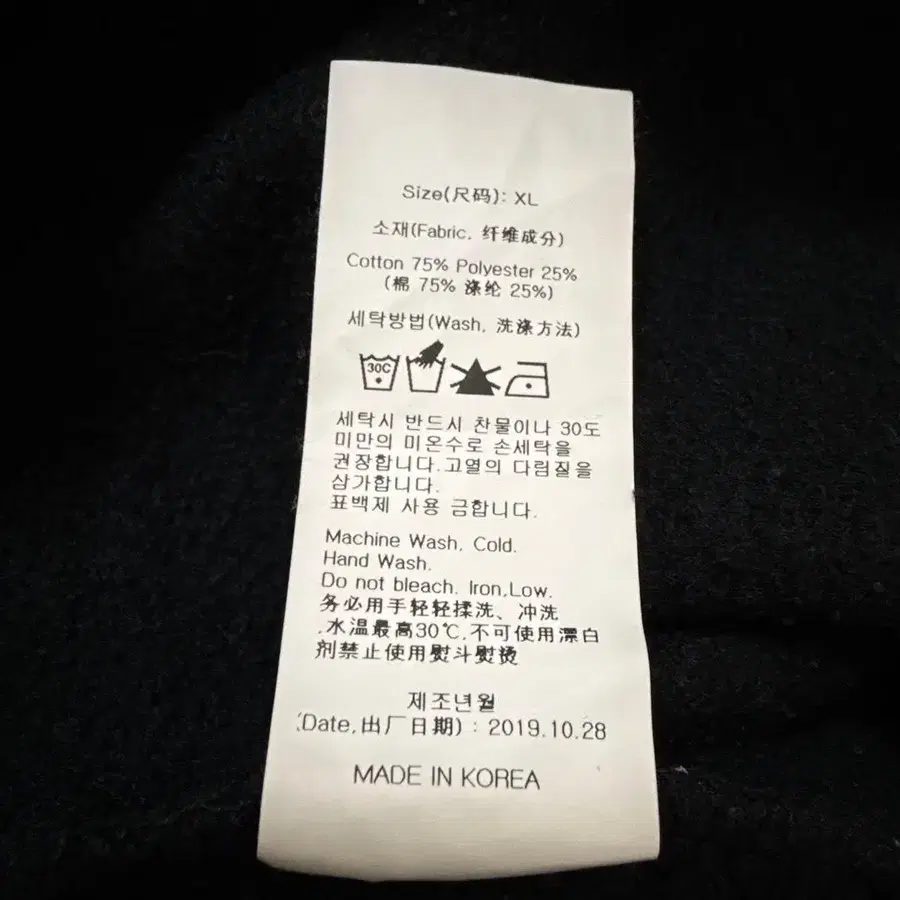 Size(尺码): XL
소재(Fabric, 纤维成分)
Cotton 75% Polyester 25%
(棉 75% 涤纶 25%)
세탁방법(Wash, 洗涤方法)
30C
세탁시 반드시 찬물이나 30도
미만의 미온수로 손세탁을
권장합니다.고열의 다림질을
삼가합니다.
표백제 사용 금합니다.
Machine Wash, Cold.
Hand Wash.
Do not bleach. Iron,Low.
务必用手轻轻揉洗、冲洗
,水温最高30℃,不可使用漂白
剂禁止使用熨斗熨烫
제조년월
(Date,出厂日期) : 2019.10.28
MADE IN KOREA